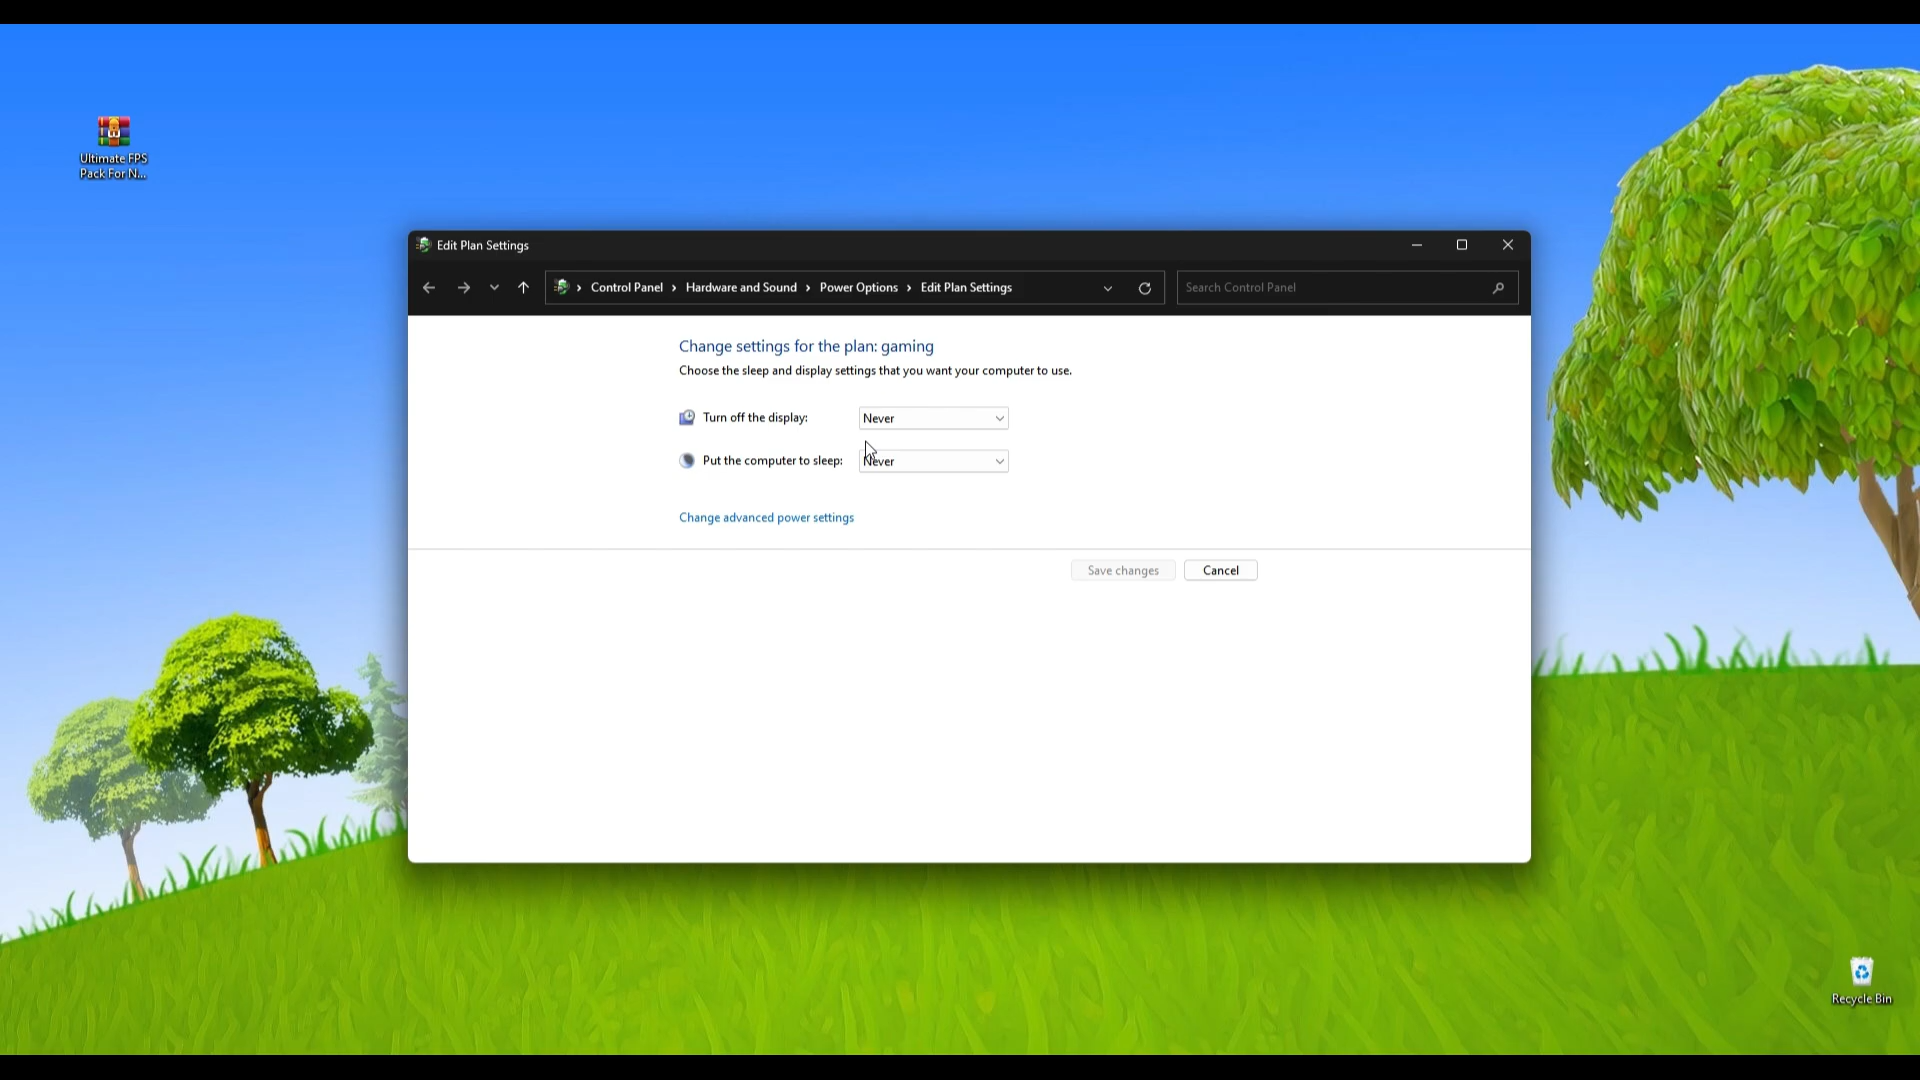 Ultimate FPS
Pack For N...
Edit Plan Settings
Control Panel › Hardware and Sound › Power Options › Edit Plan Settings
Search Control Panel
Change settings for the plan: gaming
Choose the sleep and display settings that you want your computer to use.
Turn off the display: Never
Put the computer to sleep: Never
Change advanced power settings
Save changes Cancel
Recycle Bin